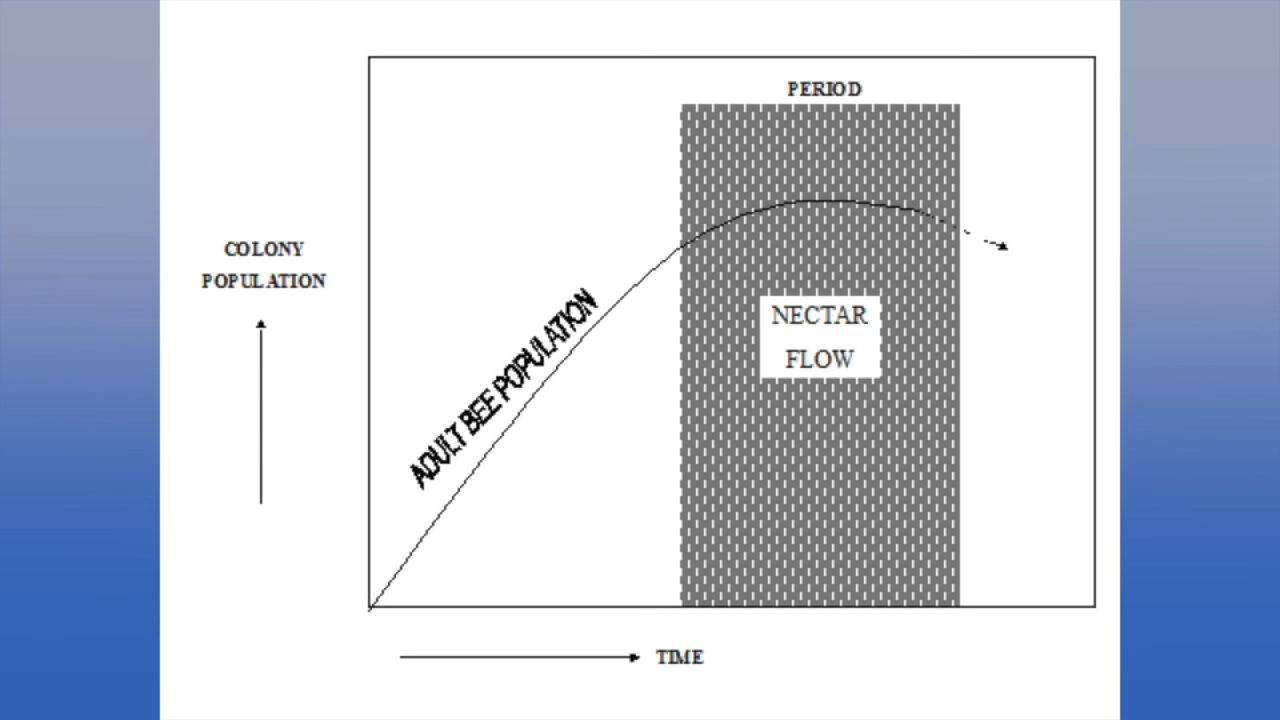 PERIOD
COLONY
POPULATION
ADULT BEE POPULATION
NECTAR
FLOW
TIME